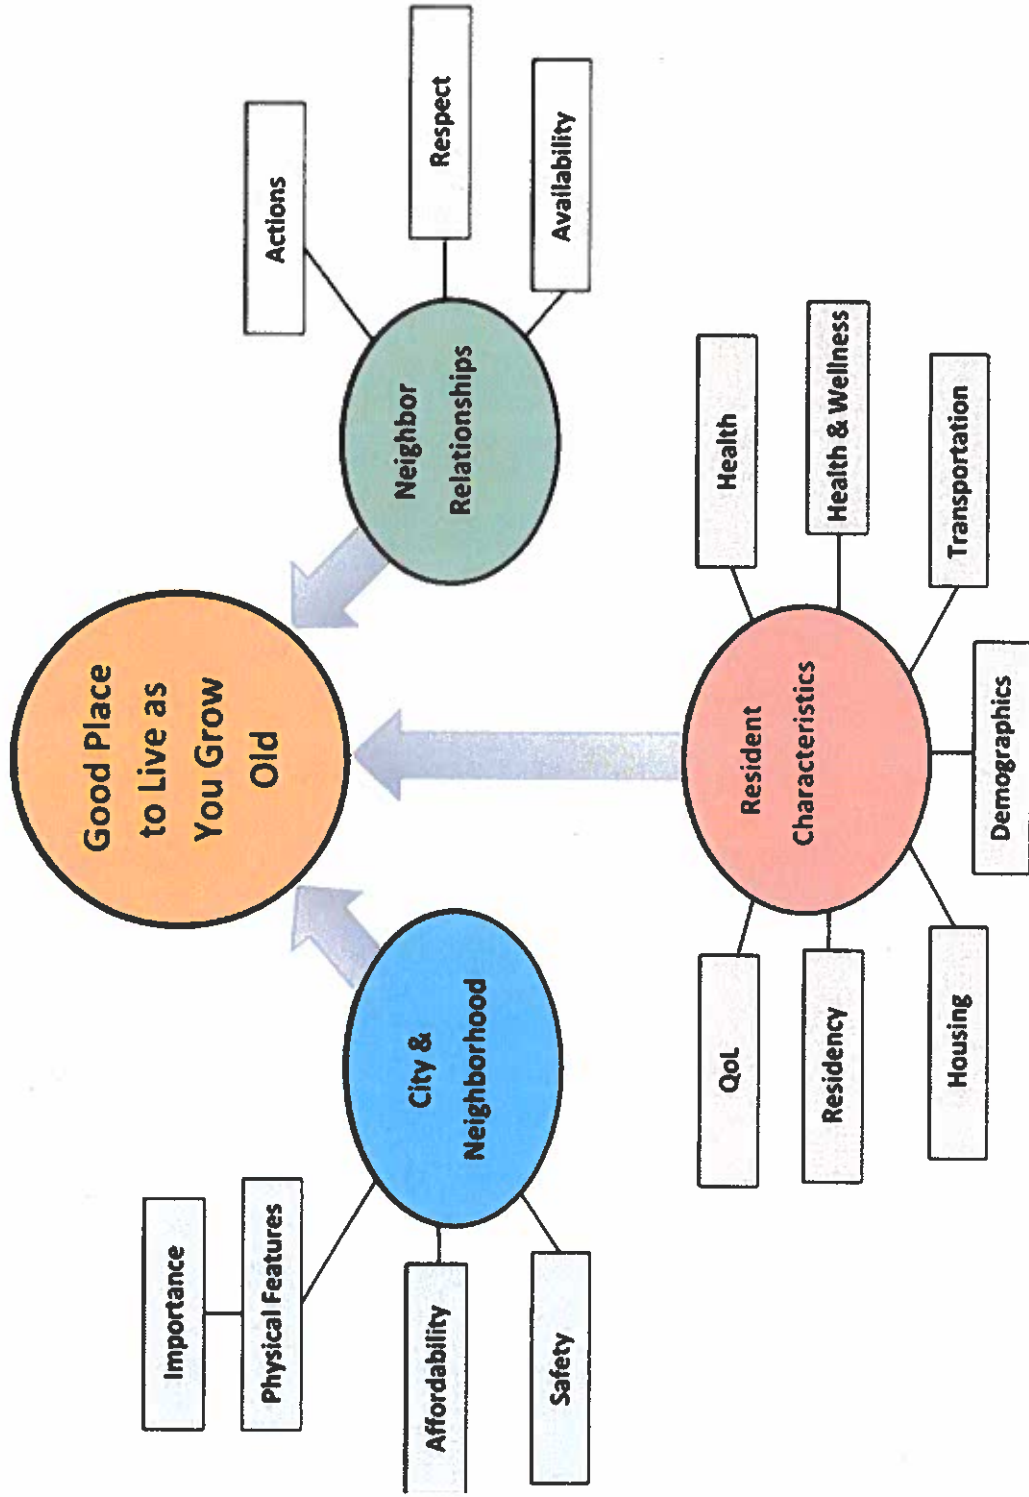 Good Place
to Live as
You Grow
Old
City &
Neighborhood
Importance
Physical Features
Affordability
Safety
Neighbor
Relationships
Actions
Respect
Availability
Resident
Characteristics
QoL
Residency
Housing
Demographics
Transportation
Health & Wellness
Health